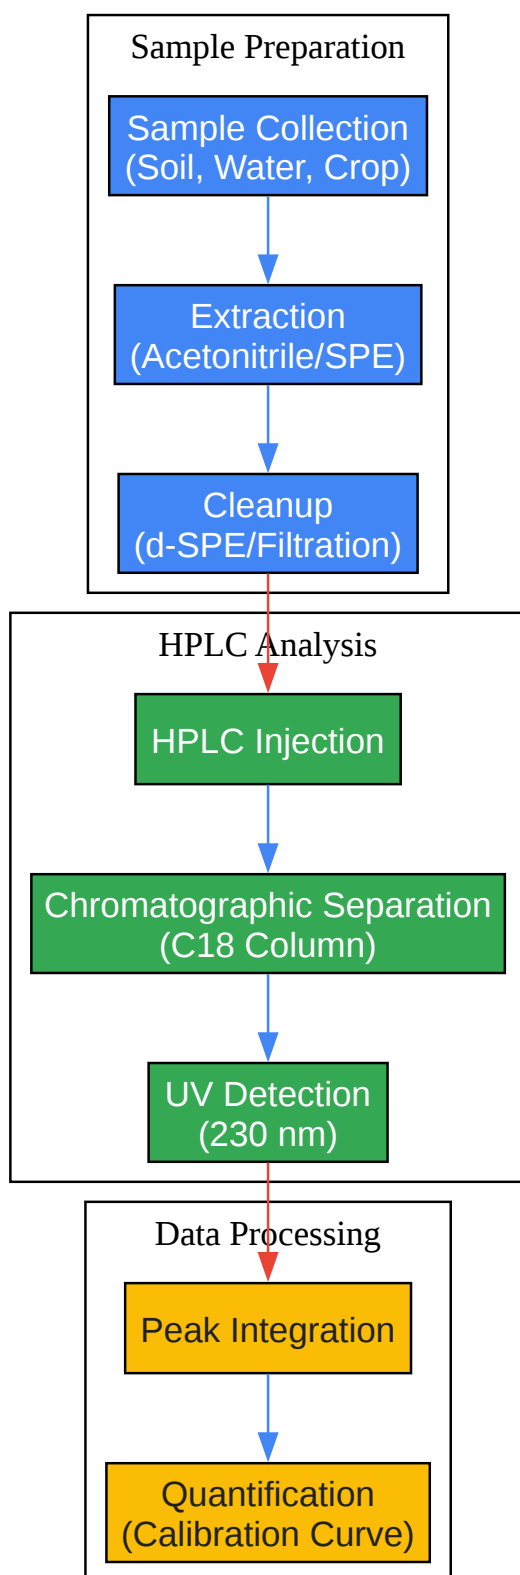 Sample Preparation
Sample Collection
(Soil, Water, Crop)
Extraction
(Acetonitrile/SPE)
Cleanup
(d-SPE/Filtration)
HPLC Analysis
HPLC Injection
Chromatographic Separation
(C18 Column)
UV Detection
(230 nm)
Data Processing
Peak Integration
Quantification
(Calibration Curve)